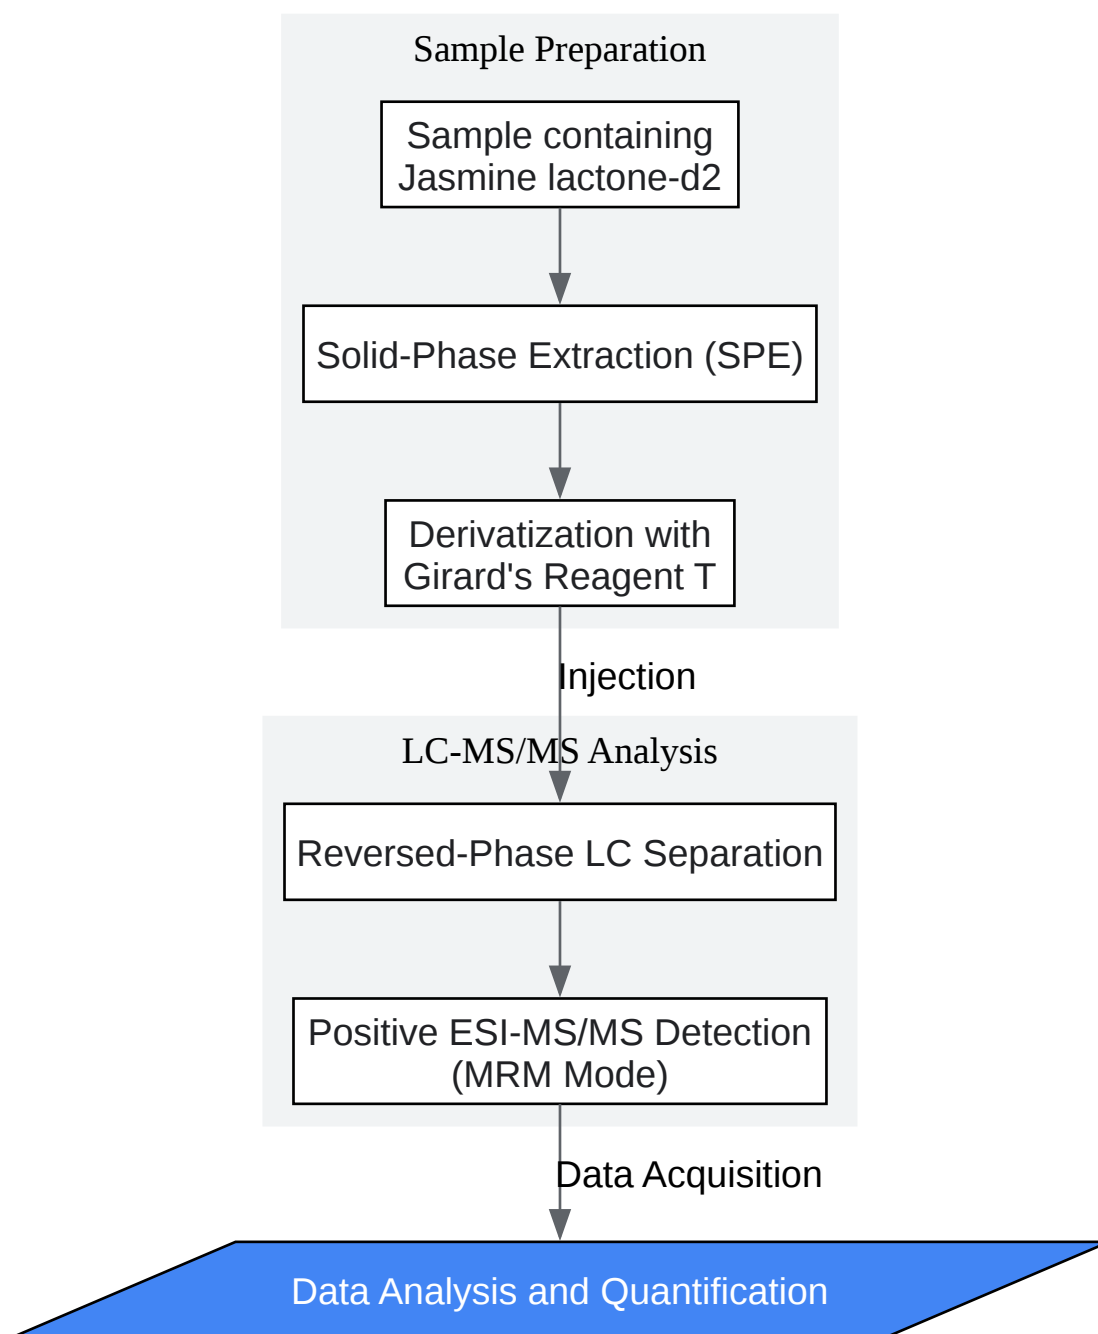 Sample Preparation
Sample containing
Jasmine lactone-d2
Solid-Phase Extraction (SPE)
Derivatization with
Girard's Reagent T
Injection
LC-MS/MS Analysis
Reversed-Phase LC Separation
Positive ESI-MS/MS Detection
(MRM Mode)
Data Acquisition
Data Analysis and Quantification